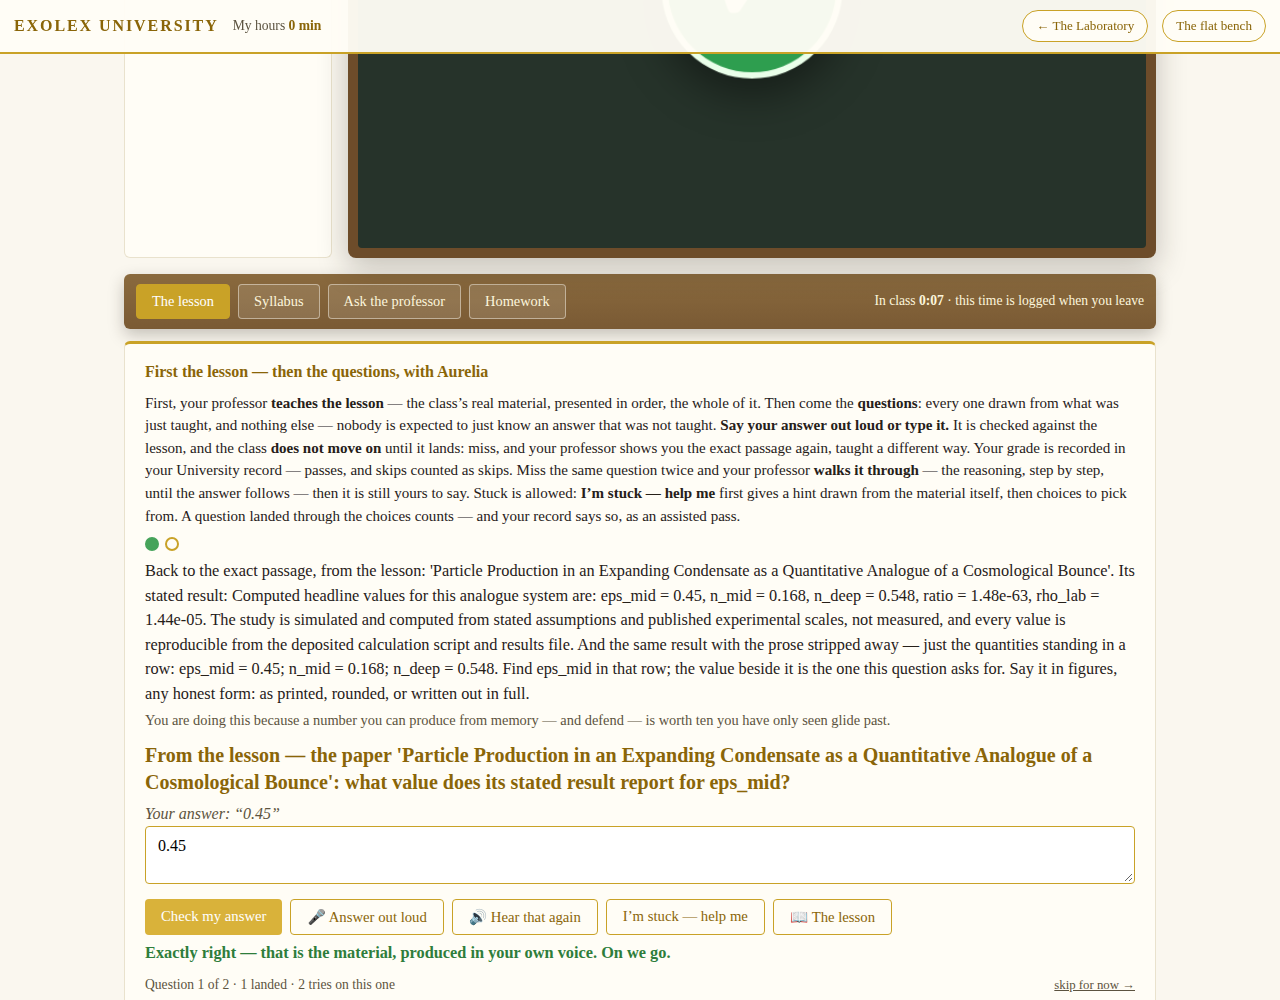 EXOLEX UNIVERSITY My hours 0 min ← The Laboratory The flat bench
The lesson Syllabus Ask the professor Homework In class 0:07 · this time is logged when you leave
First the lesson — then the questions, with Aurelia
First, your professor teaches the lesson — the class’s real material, presented in order, the whole of it. Then come the questions: every one drawn from what was
just taught, and nothing else — nobody is expected to just know an answer that was not taught. Say your answer out loud or type it. It is checked against the
lesson, and the class does not move on until it lands: miss, and your professor shows you the exact passage again, taught a different way. Your grade is recorded in
your University record — passes, and skips counted as skips. Miss the same question twice and your professor walks it through — the reasoning, step by step,
until the answer follows — then it is still yours to say. Stuck is allowed: I’m stuck — help me first gives a hint drawn from the material itself, then choices to pick
from. A question landed through the choices counts — and your record says so, as an assisted pass.
Back to the exact passage, from the lesson: 'Particle Production in an Expanding Condensate as a Quantitative Analogue of a Cosmological Bounce'. Its
stated result: Computed headline values for this analogue system are: eps_mid = 0.45, n_mid = 0.168, n_deep = 0.548, ratio = 1.48e-63, rho_lab =
1.44e-05. The study is simulated and computed from stated assumptions and published experimental scales, not measured, and every value is
reproducible from the deposited calculation script and results file. And the same result with the prose stripped away — just the quantities standing in a
row: eps_mid = 0.45; n_mid = 0.168; n_deep = 0.548. Find eps_mid in that row; the value beside it is the one this question asks for. Say it in figures,
any honest form: as printed, rounded, or written out in full.
You are doing this because a number you can produce from memory — and defend — is worth ten you have only seen glide past.
From the lesson — the paper 'Particle Production in an Expanding Condensate as a Quantitative Analogue of a
Cosmological Bounce': what value does its stated result report for eps_mid?
Your answer: “0.45”
0.45
Check my answer 🎤 Answer out loud 🔊 Hear that again I’m stuck — help me 📖 The lesson
Exactly right — that is the material, produced in your own voice. On we go.
Question 1 of 2 · 1 landed · 2 tries on this one skip for now →